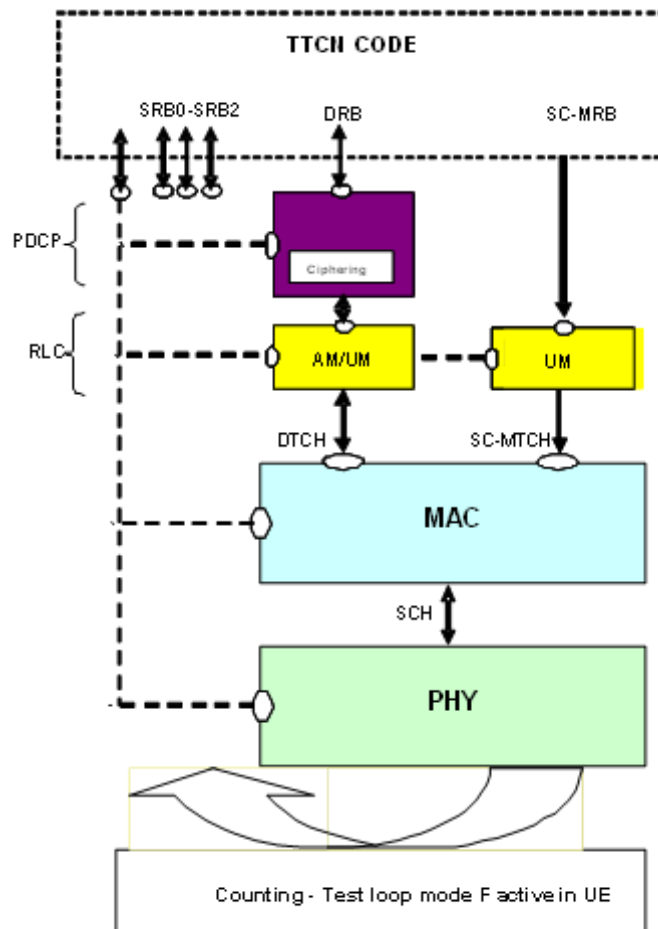 TTCN CODE
SRB0-SRB2
DRB
SC-MRB
PDCP
Ciphering
RLC
AM/UM
UM
DTCH
SC-MTCH
MAC
SCH
PHY
Counting - Test loop mode F active in UE